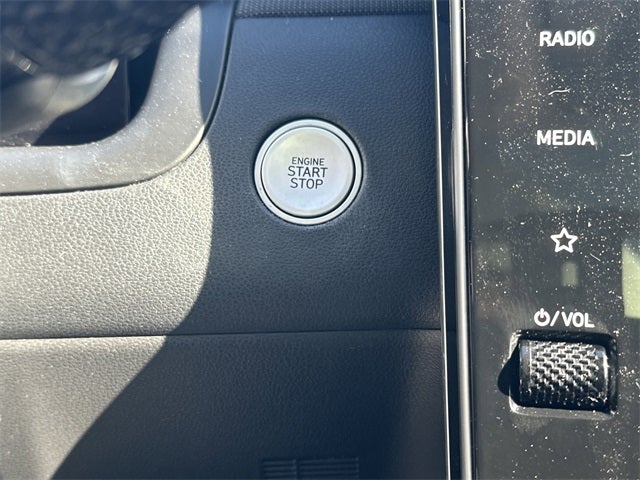 ENGINE
START
STOP
RADIO
MEDIA
⏻/VOL